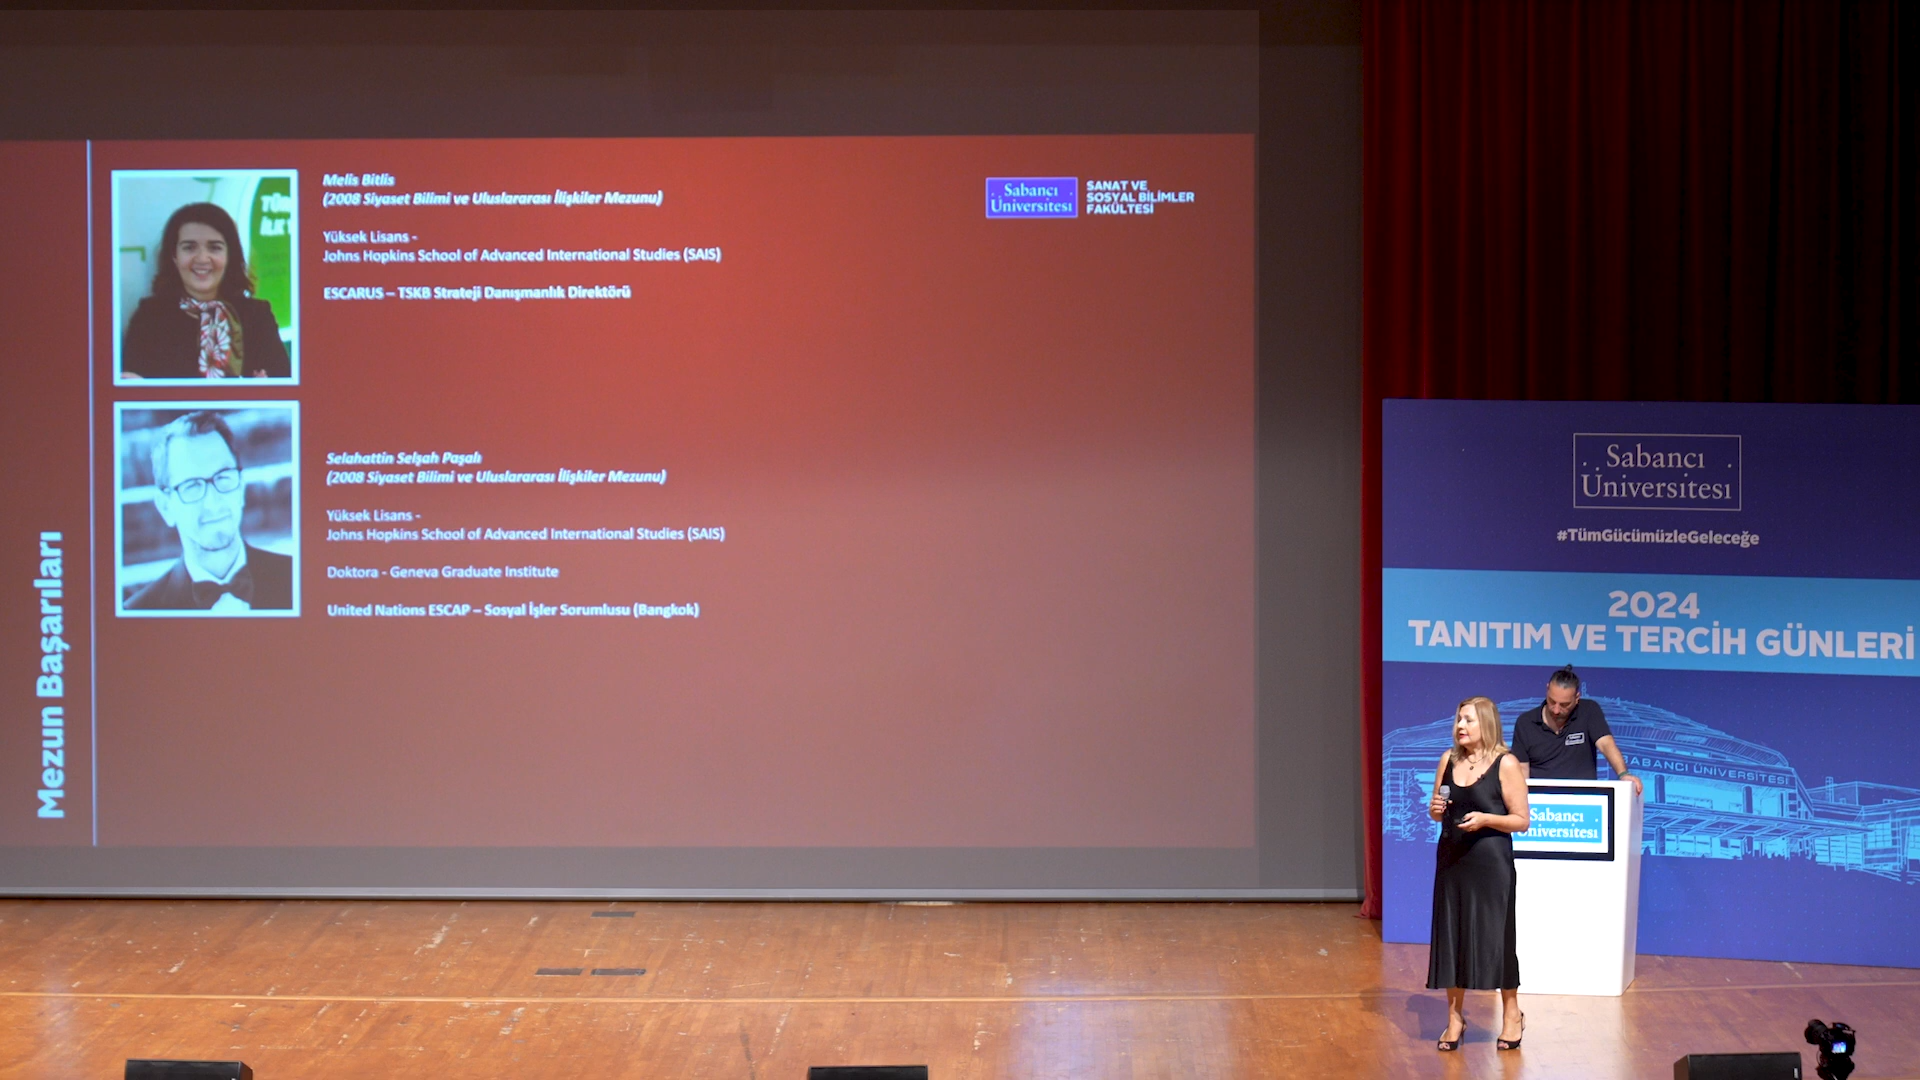 Mezun Başarıları
Melis Bitlis
(2008 Siyaset Bilimi ve Uluslararası İlişkiler Mezunu)
Yüksek Lisans -
Johns Hopkins School of Advanced International Studies (SAIS)
ESCARUS – TSKB Strateji Danışmanlık Direktörü
Selahattin Selşah Paşalı
(2008 Siyaset Bilimi ve Uluslararası İlişkiler Mezunu)
Yüksek Lisans -
Johns Hopkins School of Advanced International Studies (SAIS)
Doktora - Geneva Graduate Institute
United Nations ESCAP – Sosyal İşler Sorumlusu (Bangkok)
Sabancı
Üniversitesi
SANAT VE
SOSYAL BİLİMLER
FAKÜLTESİ
Sabancı
Üniversitesi
#TümGücümüzleGeleceğe
2024
TANITIM VE TERCİH GÜNLERİ
SABANCI ÜNİVERSİTESİ
Sabancı
Üniversitesi